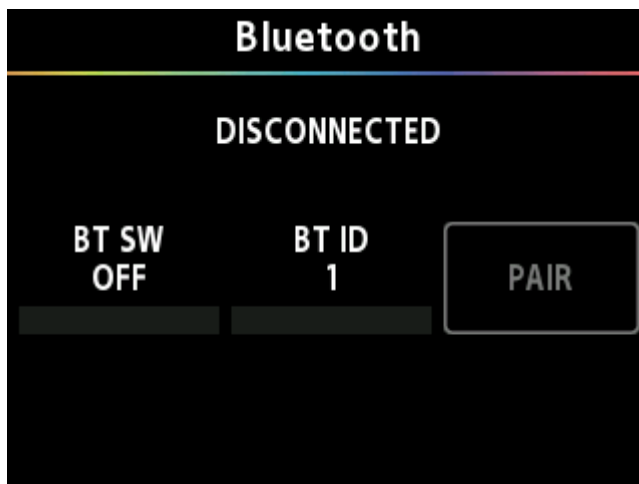 Bluetooth
DISCONNECTED
BT SW
OFF
BT ID
1
PAIR